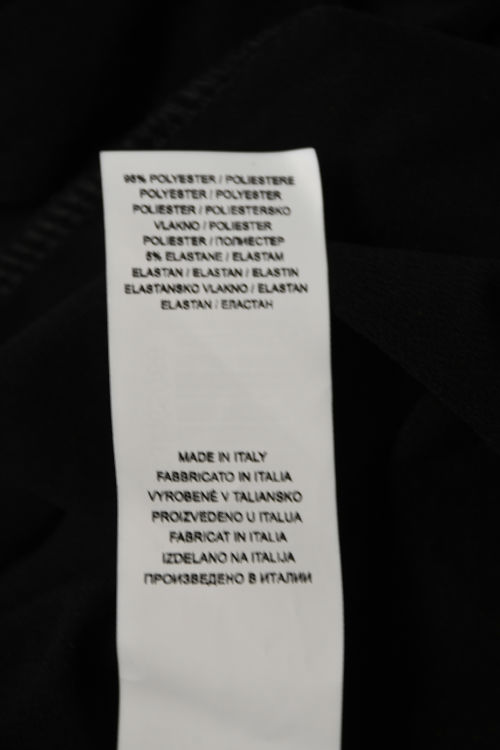 95% POLYESTER / POLIESTERE
POLYESTER / POLYESTER
POLIESTER / POLIESTERSKO
VLAKNO / POLIESTER
POLIESTER / ПОЛИЕСТЕР
5% ELASTANE / ELASTAM
ELASTAN / ELASTAN / ELASTIN
ELASTANSKO VLAKNO / ELASTAN
ELASTAN / ЕЛАСТАН
MADE IN ITALY
FABBRICATO IN ITALIA
VYROBENÉ V TALIANSKO
PROIZVEDENO U ITALIJA
FABRICAT IN ITALIA
IZDELANO NA ITALIJA
ПРОИЗВЕДЕНО В ИТАЛИИ